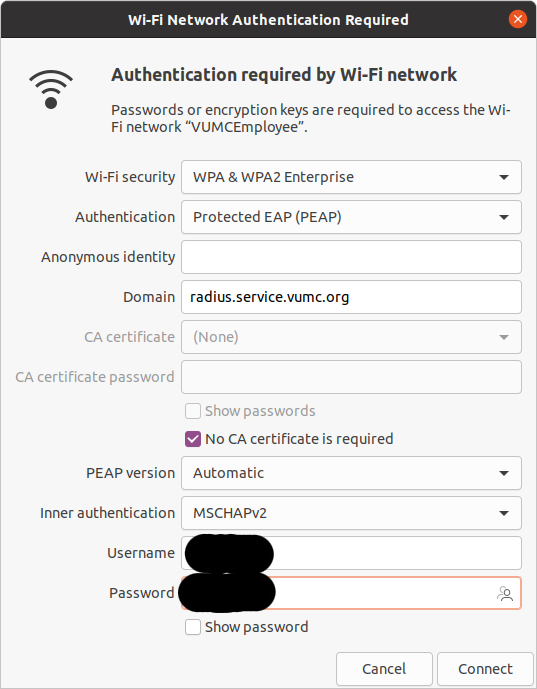 Wi-Fi Network Authentication Required
Authentication required by Wi-Fi network
Passwords or encryption keys are required to access the Wi-
Fi network “VUMCEmployee”.
Wi-Fi security WPA & WPA2 Enterprise
Authentication Protected EAP (PEAP)
Anonymous identity
Domain radius.service.vumc.org
CA certificate (None)
CA certificate password
Show passwords
No CA certificate is required
PEAP version Automatic
Inner authentication MSCHAPv2
Username
Password
Show password
Cancel Connect